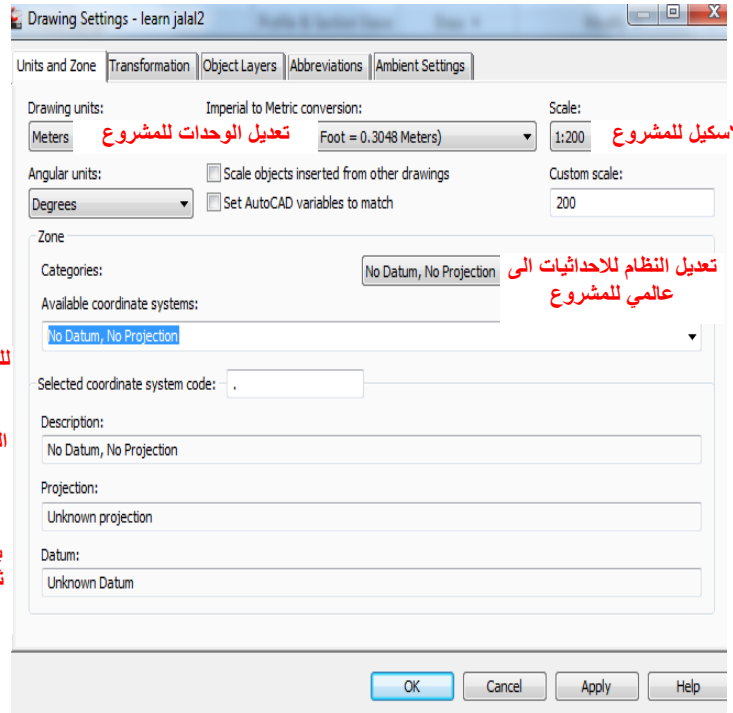 Drawing Settings - learn jalal2
Units and Zone Transformation Object Layers Abbreviations Ambient Settings
Drawing units: Imperial to Metric conversion: Scale:
Meters تعديل الوحدات للمشروع Foot = 0.3048 Meters) 1:200 اسكيل للمشروع
Angular units: Scale objects inserted from other drawings Custom scale:
Degrees Set AutoCAD variables to match 200
Zone
Categories: No Datum, No Projection تعديل النظام للاحداثيات الى
عالمي للمشروع
Available coordinate systems:
No Datum, No Projection
Selected coordinate system code: .
Description:
No Datum, No Projection
Projection:
Unknown projection
Datum:
Unknown Datum
OK Cancel Apply Help